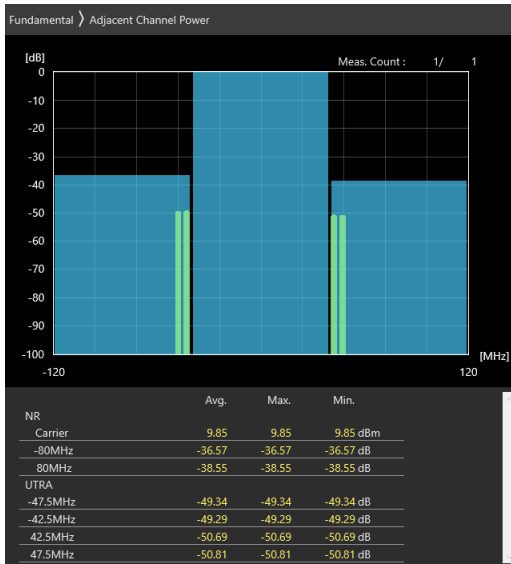 Fundamental 〉 Adjacent Channel Power
[dB]
Meas. Count : 1/ 1
0
-10
-20
-30
-40
-50
-60
-70
-80
-90
-100
[MHz]
-120 120
Avg. Max. Min.
NR
Carrier 9.85 9.85 9.85 dBm
-80MHz -36.57 -36.57 -36.57 dB
80MHz -38.55 -38.55 -38.55 dB
UTRA
-47.5MHz -49.34 -49.34 -49.34 dB
-42.5MHz -49.29 -49.29 -49.29 dB
42.5MHz -50.69 -50.69 -50.69 dB
47.5MHz -50.81 -50.81 -50.81 dB